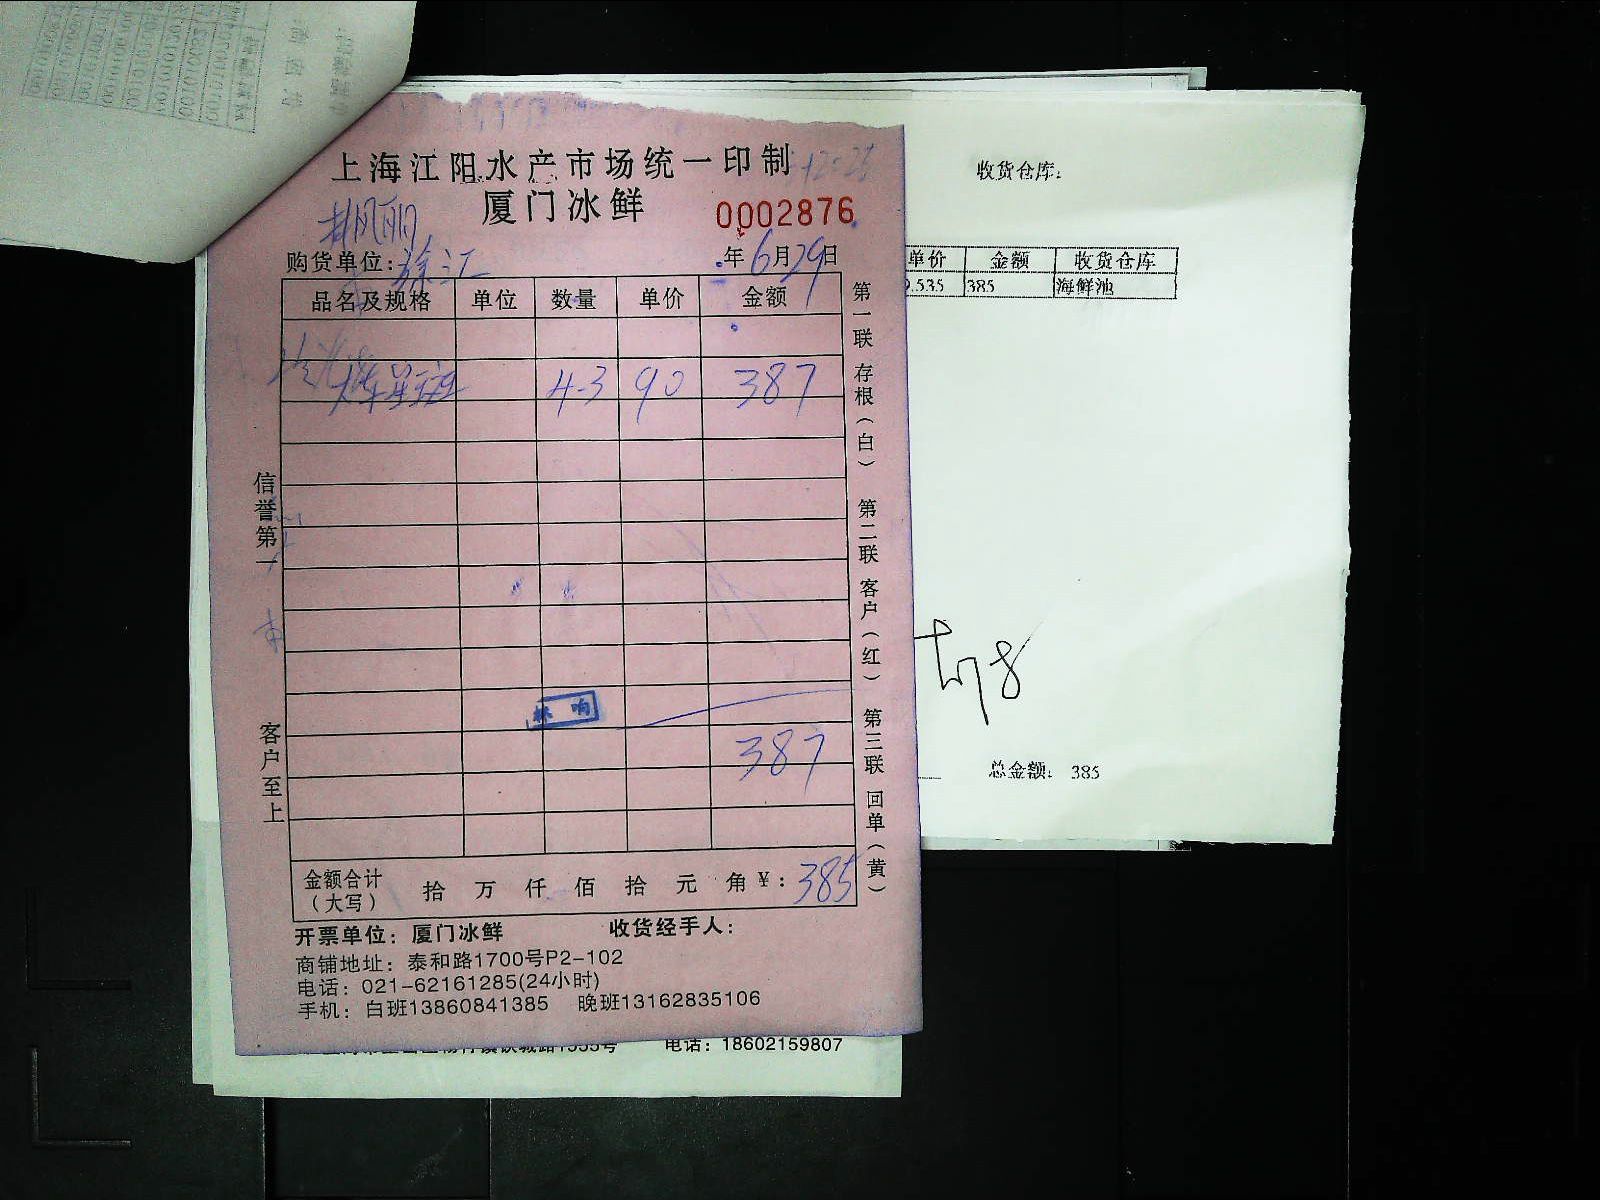 上海江阳水产市场统一印制
厦门冰鲜
0002876
购货单位: 徐汇
年6月29日
品名及规格 单位 数量 单价 金额
4-3 90 387
387
金额合计（大写） 拾 万 仟 佰 拾 元 角 ¥: 385
开票单位: 厦门冰鲜 收货经手人:
商铺地址: 泰和路1700号P2-102
电话: 021-62161285(24小时)
手机: 白班13860841385 晚班13162835106
信誉第一
客户至上
第一联 存根（白） 第二联 客户（红） 第三联 回单（黄）
收货仓库:
单价 金额 收货仓库
9.535 385 海鲜池
总金额: 385
电话: 18602159807